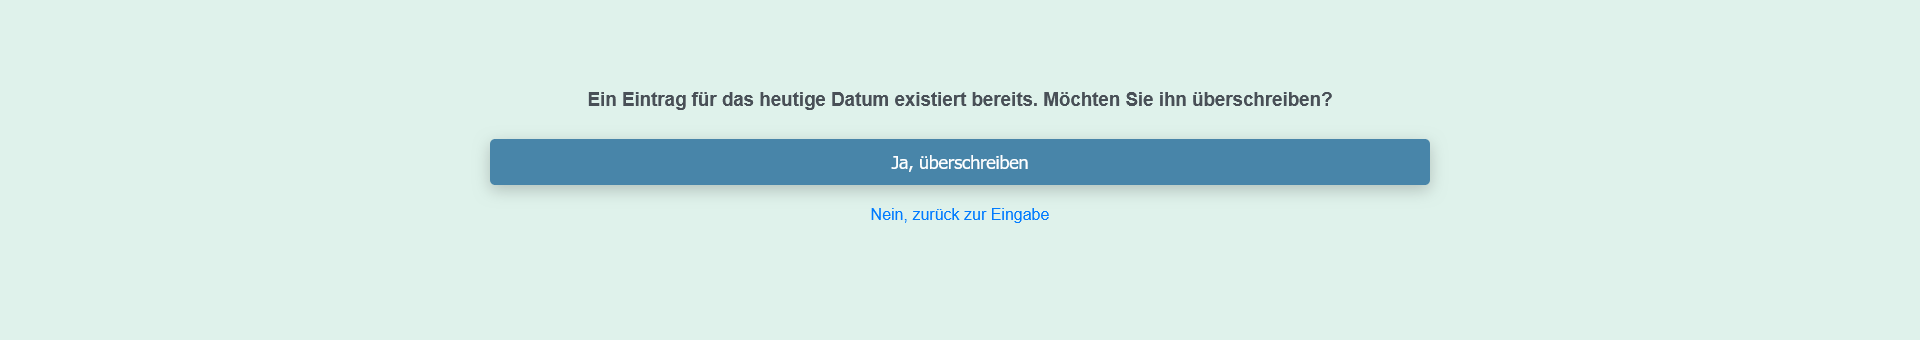 Ein Eintrag für das heutige Datum existiert bereits. Möchten Sie ihn überschreiben?
Ja, überschreiben
Nein, zurück zur Eingabe